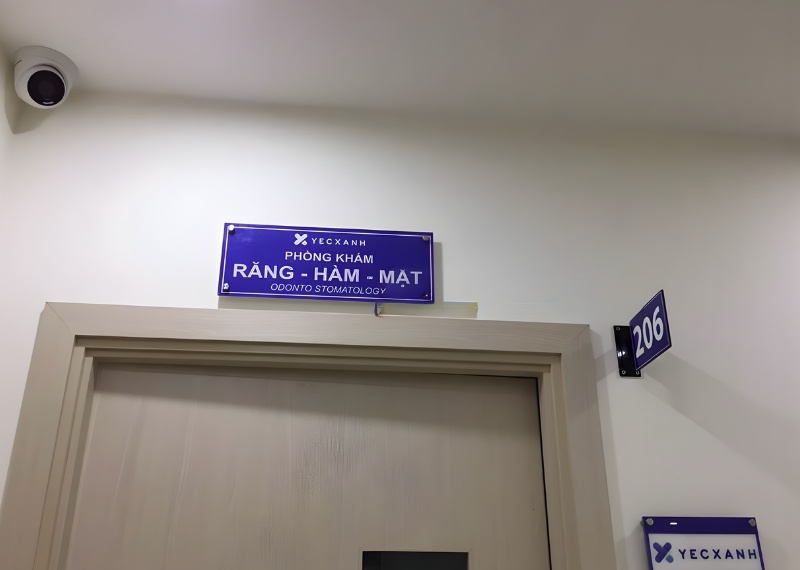 YECXANH
PHÒNG KHÁM
RĂNG - HÀM - MẶT
ODONTO STOMATOLOGY
206
YECXANH